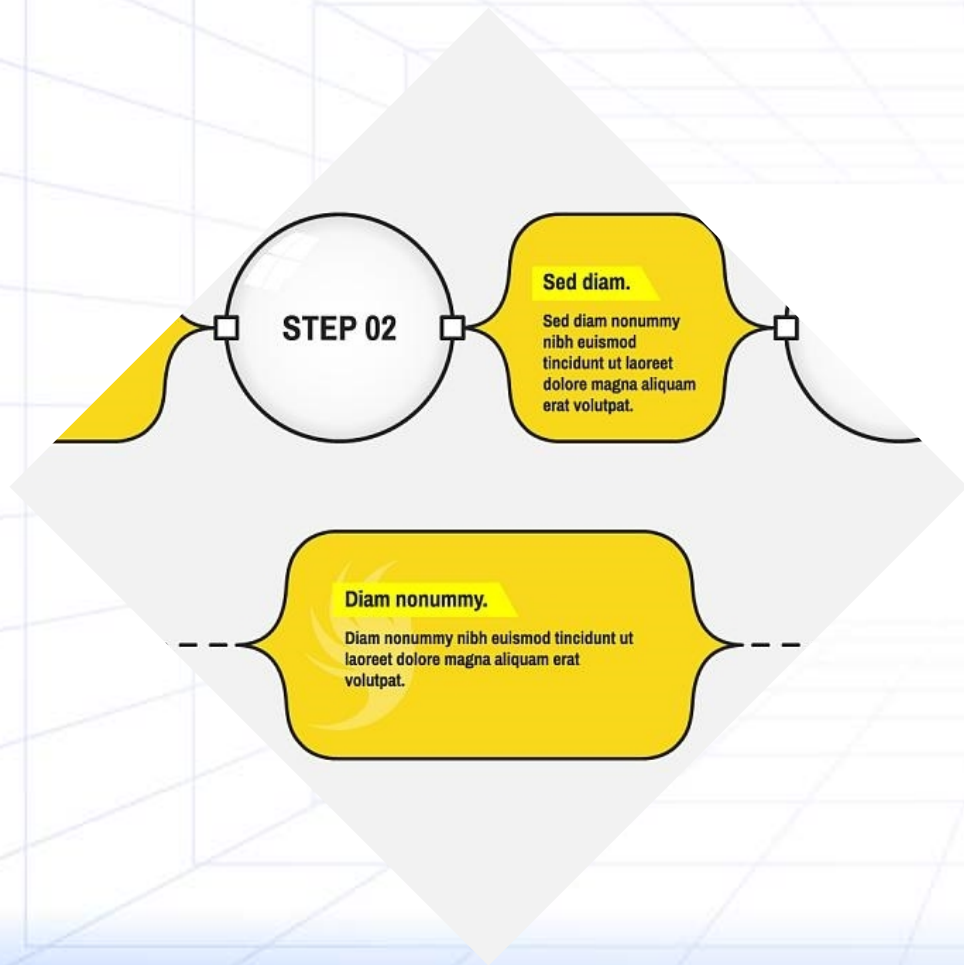 STEP 02
Sed diam.
Sed diam nonummy
nibh euismod
tincidunt ut laoreet
dolore magna aliquam
erat volutpat.
Diam nonummy.
Diam nonummy nibh euismod tincidunt ut
laoreet dolore magna aliquam erat
volutpat.